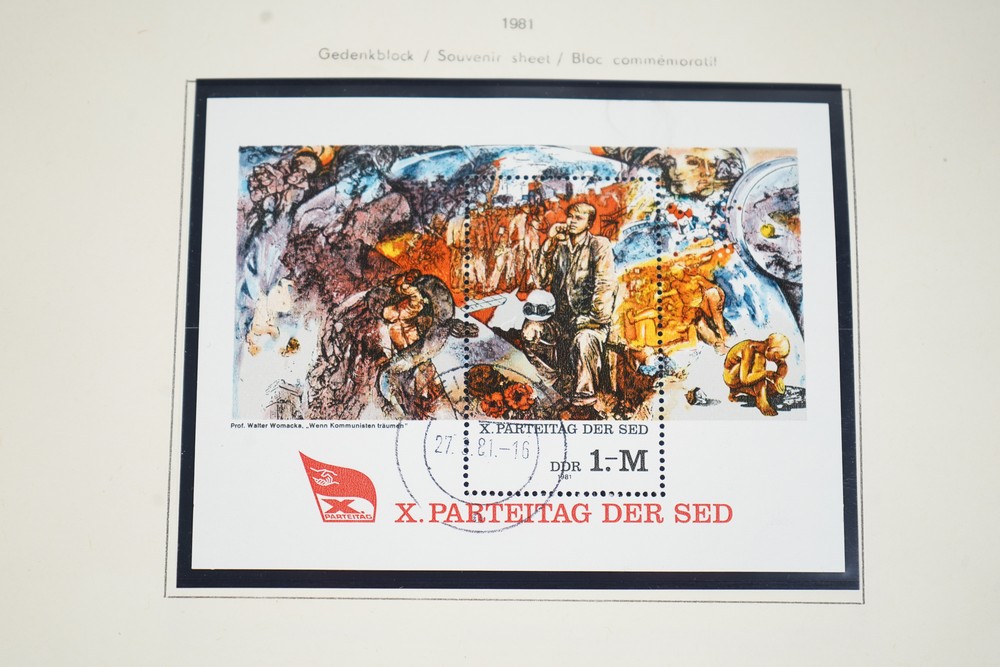 1981
Gedenkblock / Souvenir sheet / Bloc commémoratif
Prof. Walter Womacka, „Wenn Kommunisten träumen"
X. PARTEITAG DER SED
DDR 1.-M
1981
27. .81.-16
X.
PARTEITAG
X. PARTEITAG DER SED